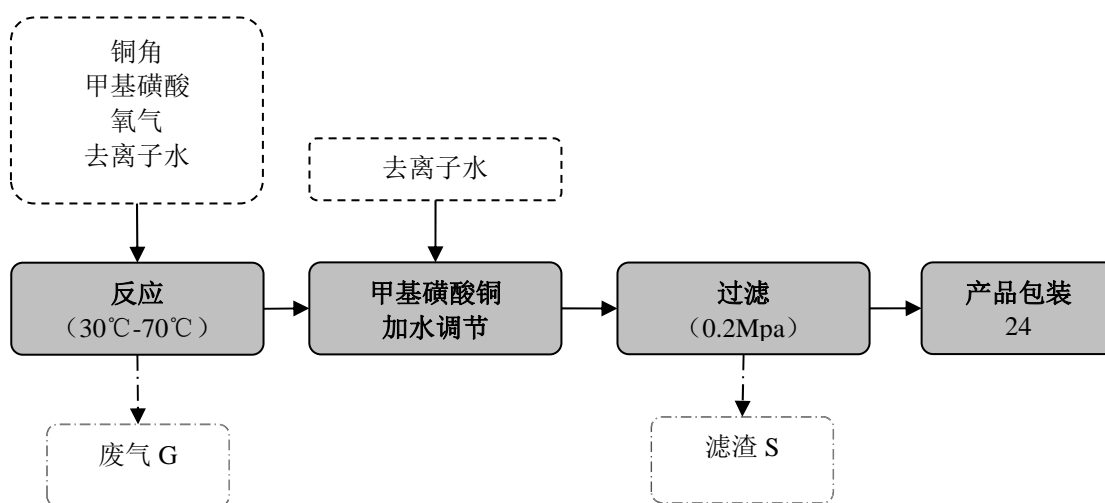 铜角
甲基磺酸
氧气
去离子水
去离子水
反应
（30℃-70℃）
甲基磺酸铜
加水调节
过滤
（0.2Mpa）
产品包装
24
废气 G
滤渣 S